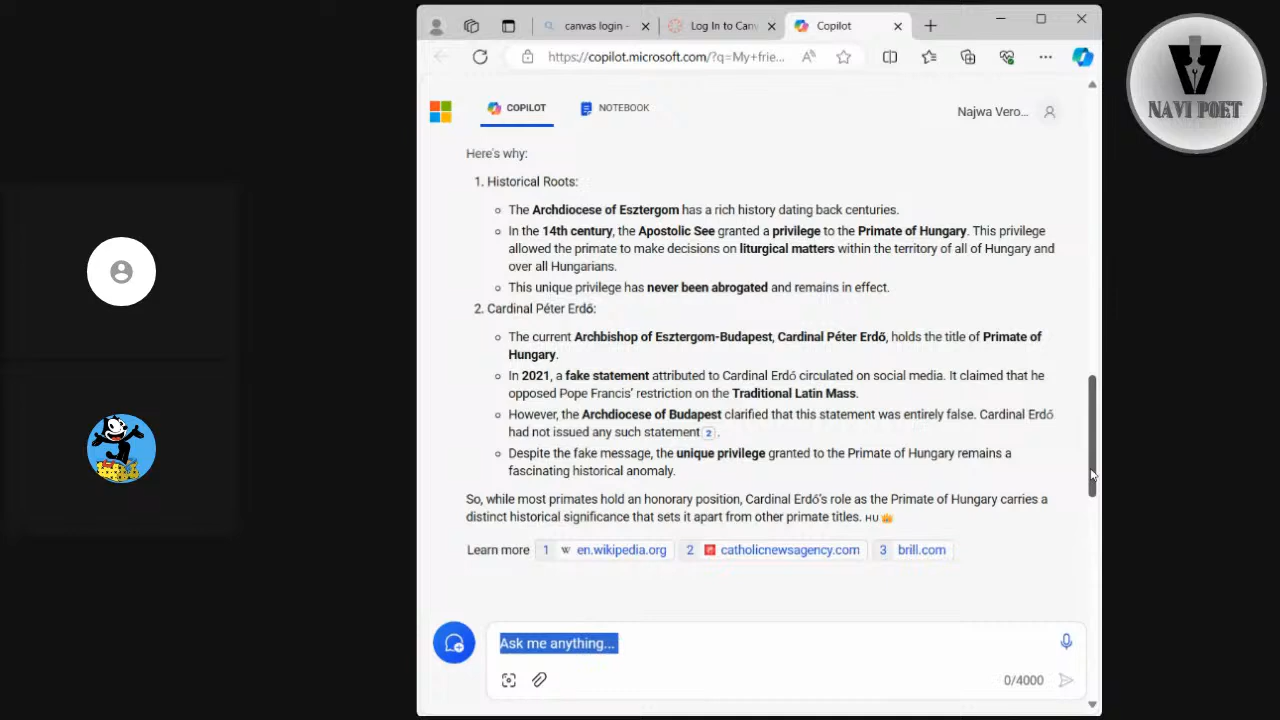 canvas login -
Log In to Can
Copilot
https://copilot.microsoft.com/?q=My+frie...
NAVI POET
COPILOT
NOTEBOOK
Najwa Vero...
Here's why:
1. Historical Roots:
The Archdiocese of Esztergom has a rich history dating back centuries.
In the 14th century, the Apostolic See granted a privilege to the Primate of Hungary. This privilege
allowed the primate to make decisions on liturgical matters within the territory of all of Hungary and
over all Hungarians.
This unique privilege has never been abrogated and remains in effect.
2. Cardinal Péter Erdő:
The current Archbishop of Esztergom-Budapest, Cardinal Péter Erdő, holds the title of Primate of
Hungary.
In 2021, a fake statement attributed to Cardinal Erdő circulated on social media. It claimed that he
opposed Pope Francis' restriction on the Traditional Latin Mass.
However, the Archdiocese of Budapest clarified that this statement was entirely false. Cardinal Erdő
had not issued any such statement 2 .
Despite the fake message, the unique privilege granted to the Primate of Hungary remains a
fascinating historical anomaly.
So, while most primates hold an honorary position, Cardinal Erdő's role as the Primate of Hungary carries a
distinct historical significance that sets it apart from other primate titles. HU
Learn more 1 W en.wikipedia.org 2 catholicnewsagency.com 3 brill.com
Ask me anything...
0/4000